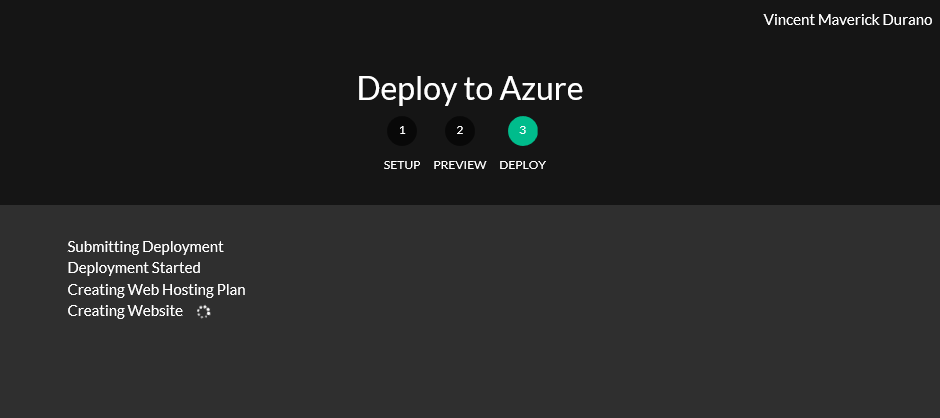 Vincent Maverick Durano
Deploy to Azure
1 2 3
SETUP PREVIEW DEPLOY
Submitting Deployment
Deployment Started
Creating Web Hosting Plan
Creating Website